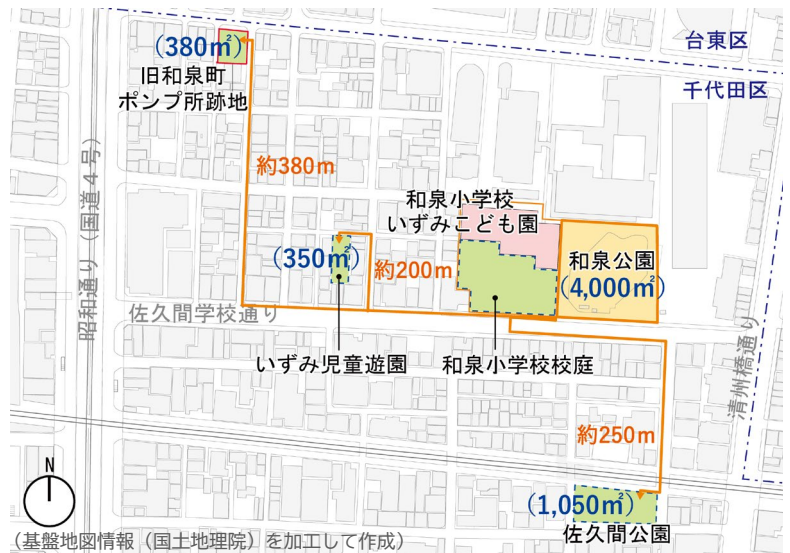 (380㎡)
旧和泉町
ポンプ所跡地
台東区
千代田区
約380m
昭和通り（国道4号）
和泉小学校
いずみこども園
(350㎡)
約200m
和泉公園
(4,000㎡)
佐久間学校通り
いずみ児童遊園
和泉小学校校庭
清州橋通り
約250m
N
(1,050㎡)
佐久間公園
（基盤地図情報（国土地理院）を加工して作成）